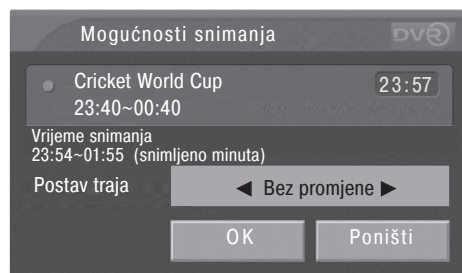 Mogućnosti snimanja DVR
Cricket World Cup 23:57
23:40~00:40
Vrijeme snimanja
23:54~01:55 (snimljeno minuta)
Postav traja ◄ Bez promjene ►
OK Poništi